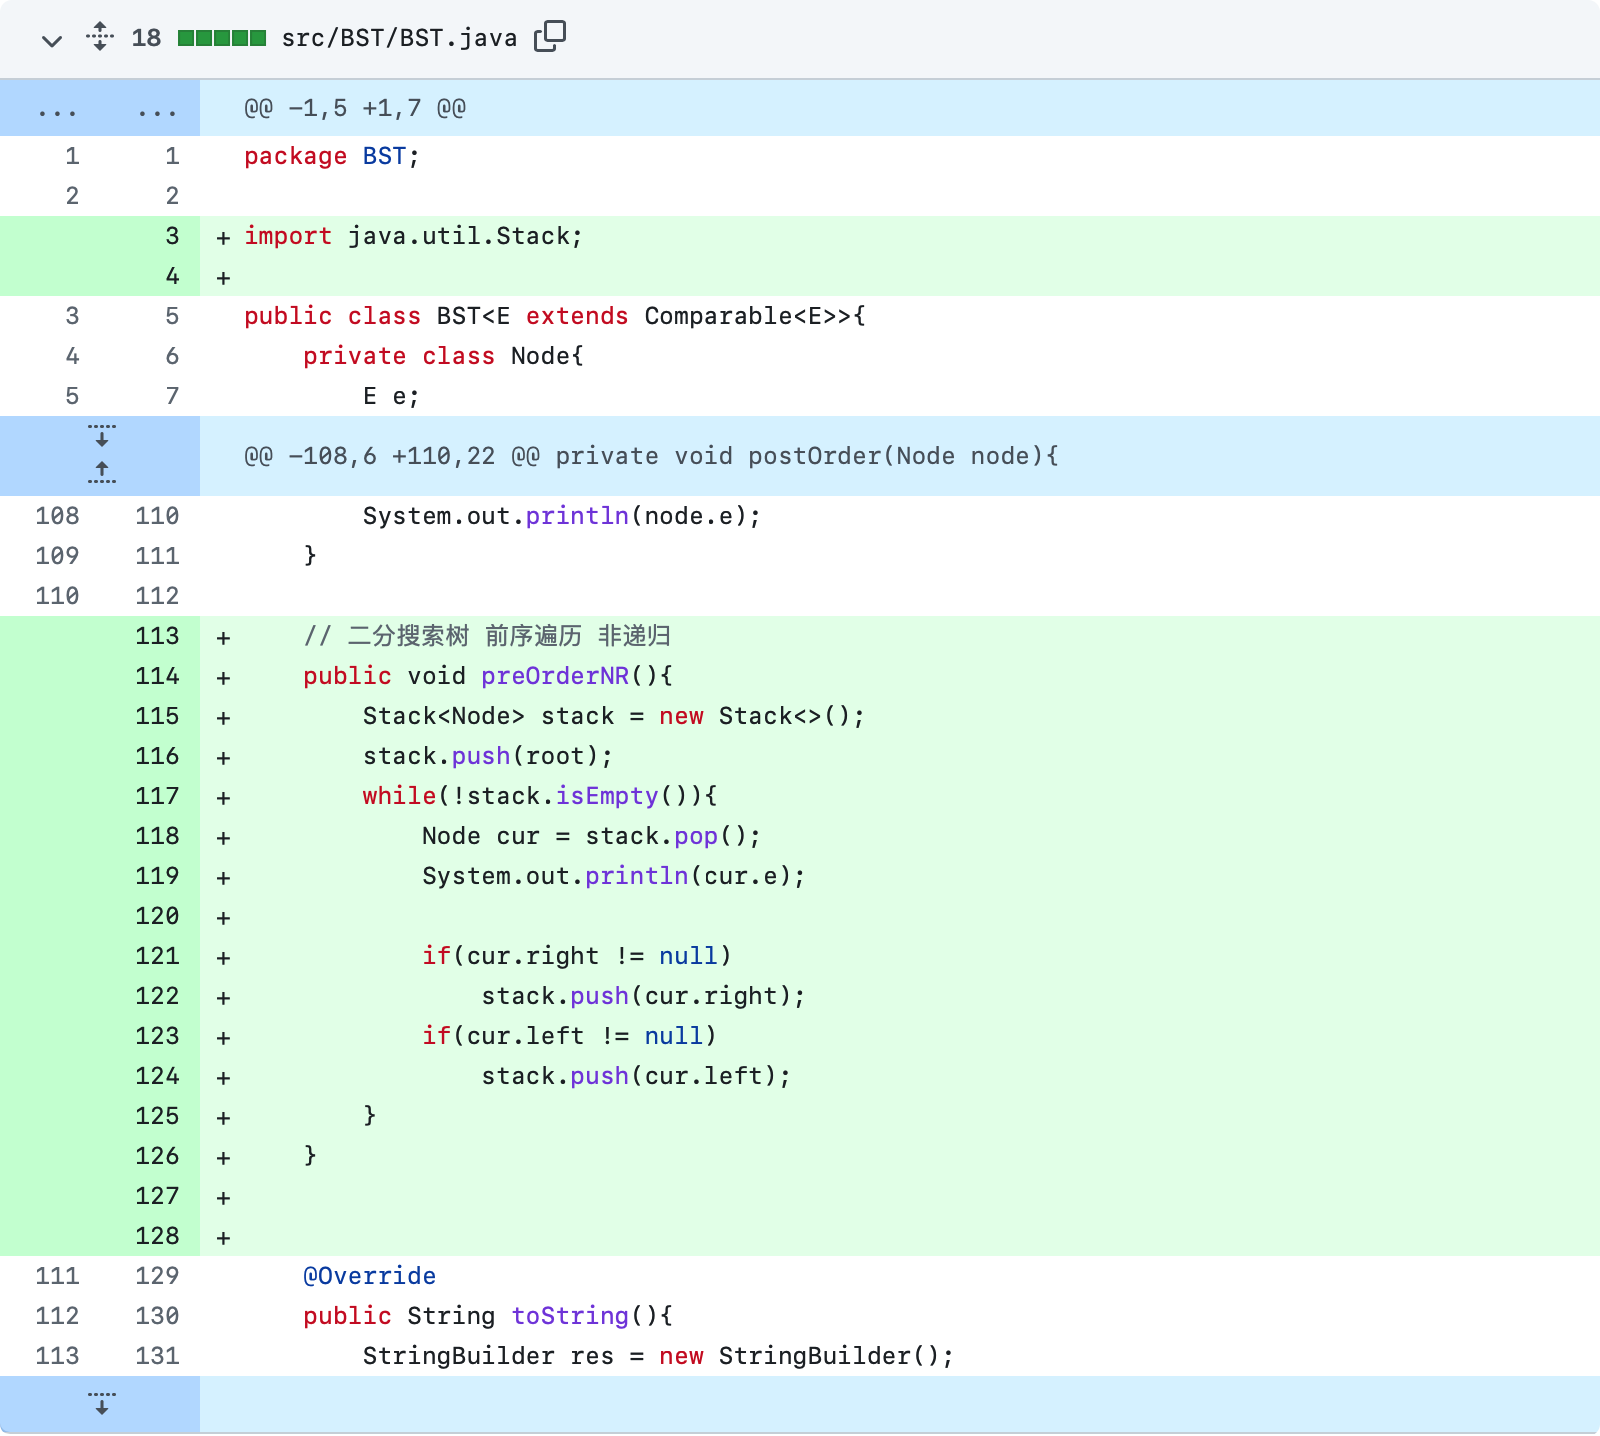 18 src/BST/BST.java
... ... @@ -1,5 +1,7 @@
1 1 package BST;
2 2
3 + import java.util.Stack;
4 +
3 5 public class BST<E extends Comparable<E>>{
4 6     private class Node{
5 7         E e;
@@ -108,6 +110,22 @@ private void postOrder(Node node){
108 110         System.out.println(node.e);
109 111     }
110 112
113 +     // 二分搜索树 前序遍历 非递归
114 +     public void preOrderNR(){
115 +         Stack<Node> stack = new Stack<>();
116 +         stack.push(root);
117 +         while(!stack.isEmpty()){
118 +             Node cur = stack.pop();
119 +             System.out.println(cur.e);
120 +
121 +             if(cur.right != null)
122 +                 stack.push(cur.right);
123 +             if(cur.left != null)
124 +                 stack.push(cur.left);
125 +         }
126 +     }
127 +
128 +
111 129     @Override
112 130     public String toString(){
113 131         StringBuilder res = new StringBuilder();